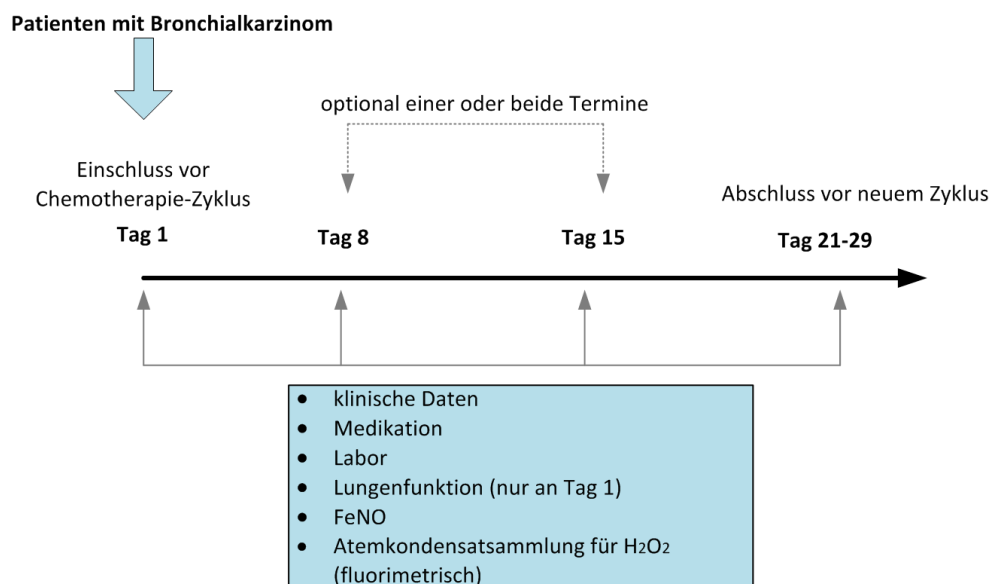 Patienten mit Bronchialkarzinom
optional einer oder beide Termine
Einschluss vor
Chemotherapie-Zyklus
Abschluss vor neuem Zyklus
Tag 1
Tag 8
Tag 15
Tag 21-29
• klinische Daten
• Medikation
• Labor
• Lungenfunktion (nur an Tag 1)
• FeNO
• Atemkondensatsammlung für H2O2
(fluorimetrisch)